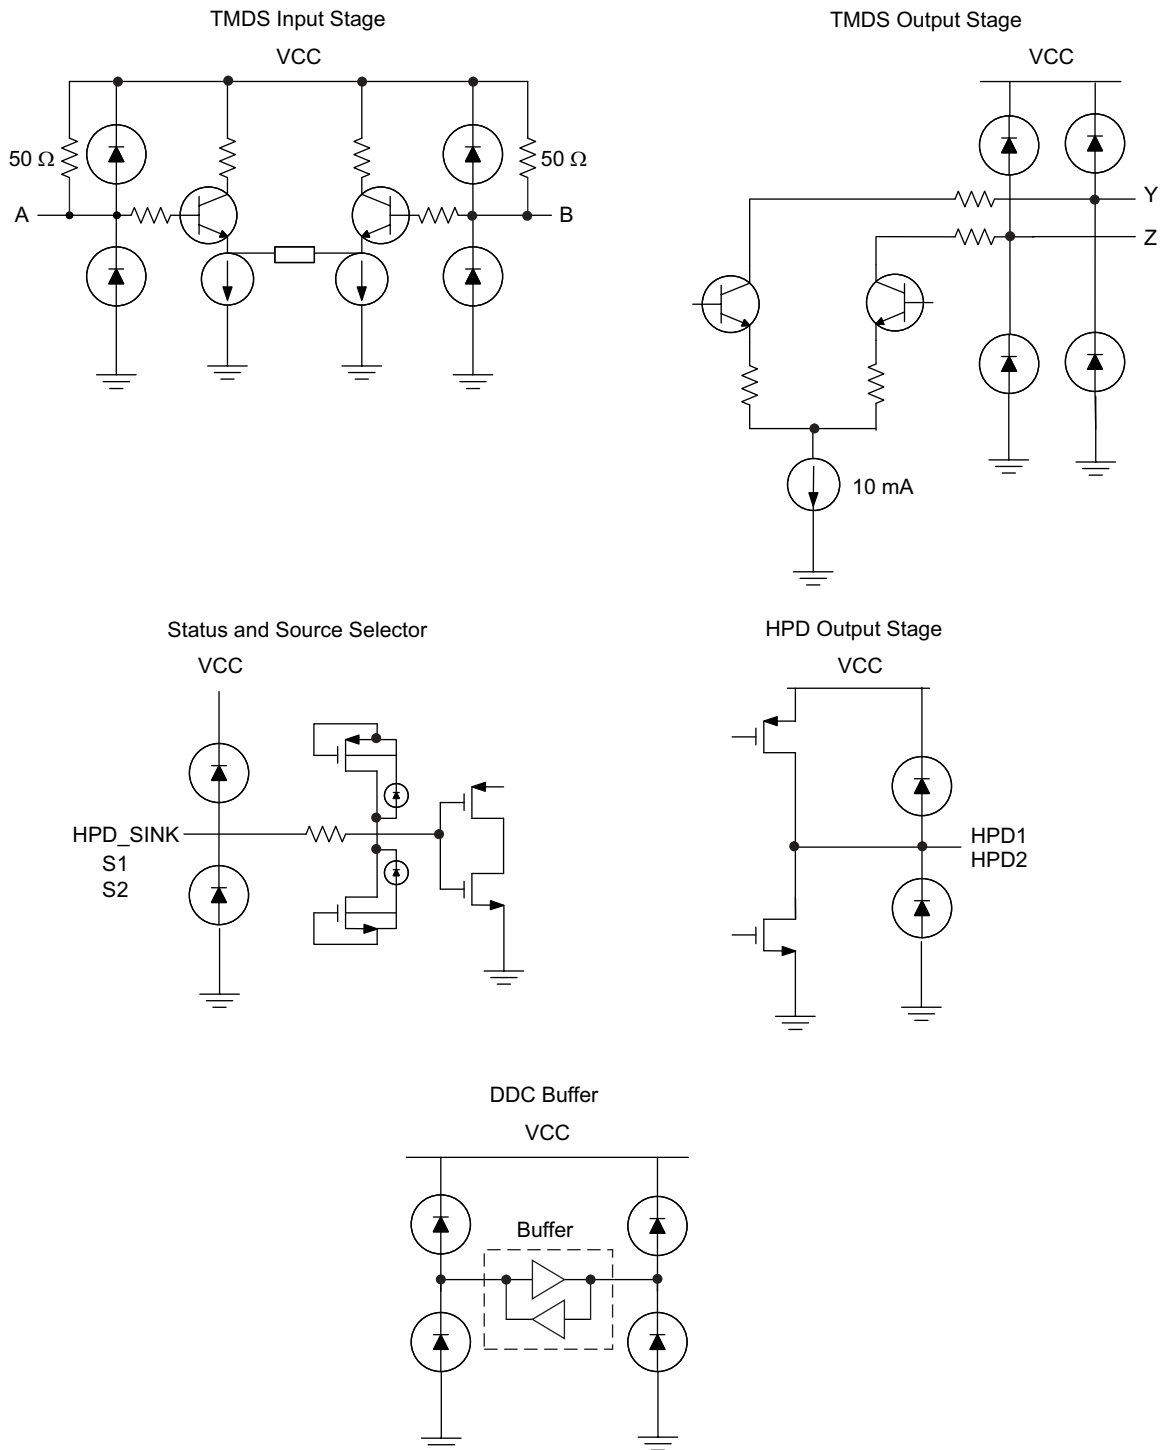 TMDS Input Stage
VCC
50 Ω
50 Ω
A
B
TMDS Output Stage
VCC
Y
Z
10 mA
Status and Source Selector
VCC
HPD_SINK
S1
S2
HPD Output Stage
VCC
HPD1
HPD2
DDC Buffer
VCC
Buffer